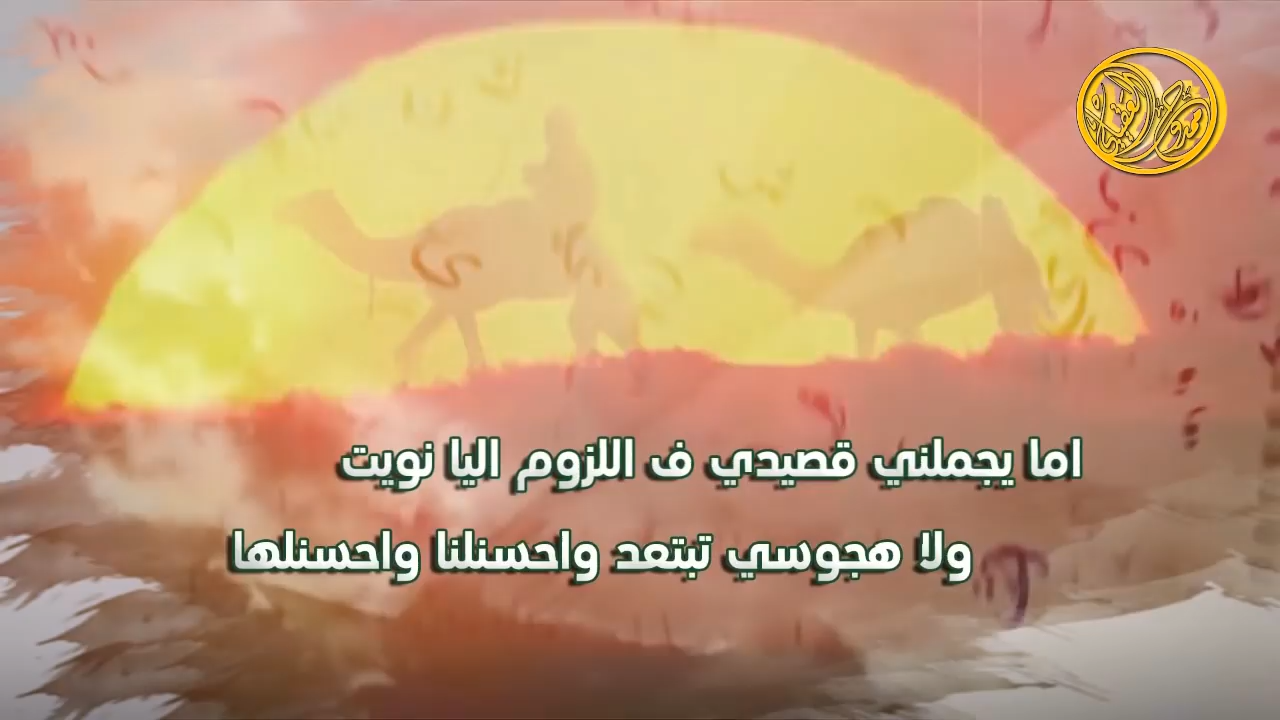 اما يجملني قصيدي ف اللزوم اليا نويت
ولا هجوسي تبتعد واحسنلنا واحسنلها